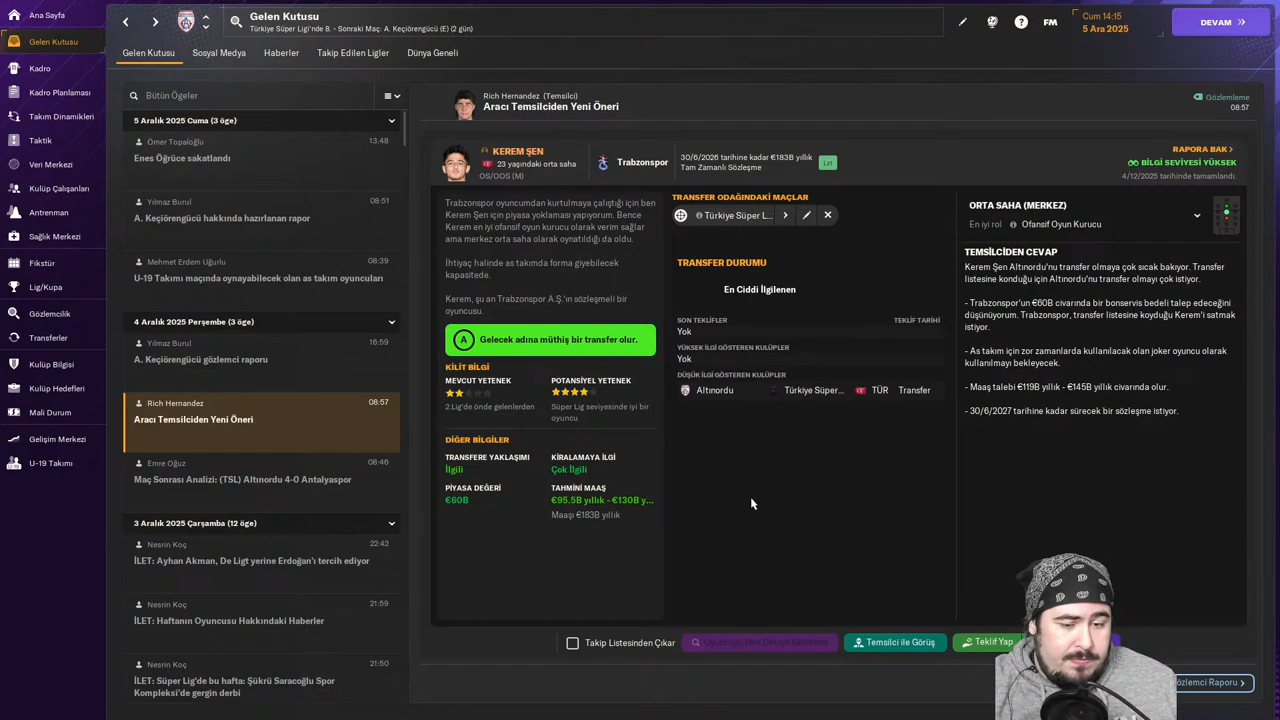 Ana Sayfa
Gelen Kutusu
Kadro
Kadro Planlaması
Takım Dinamikleri
Taktik
Veri Merkezi
Kulüp Çalışanları
Antrenman
Sağlık Merkezi
Fikstür
Lig/Kupa
Gözlemcilik
Transferler
Kulüp Bilgisi
Kulüp Hedefleri
Mali Durum
Gelişim Merkezi
U-19 Takımı
Gelen Kutusu
Türkiye Süper Ligi'nde 8. - Sonraki Maç: A. Keçiörengücü (E) (2 gün)
FM
Cum 14:15
5 Ara 2025
DEVAM
Gelen Kutusu
Sosyal Medya
Haberler
Takip Edilen Ligler
Dünya Geneli
Bütün Ögeler
5 Aralık 2025 Cuma (3 öge)
Ömer Topaloğlu 13:48
Enes Öğrüce sakatlandı
Yılmaz Burul 08:51
A. Keçiörengücü hakkında hazırlanan rapor
Mehmet Erdem Uğurlu 08:39
U-19 Takımı maçında oynayabilecek olan as takım oyuncuları
4 Aralık 2025 Perşembe (3 öge)
Yılmaz Burul 16:59
A. Keçiörengücü gözlemci raporu
Rich Hernandez 08:57
Aracı Temsilciden Yeni Öneri
Emre Oğuz 08:46
Maç Sonrası Analizi: (TSL) Altınordu 4-0 Antalyaspor
3 Aralık 2025 Çarşamba (12 öge)
Nesrin Koç 22:42
İLET: Ayhan Akman, De Ligt yerine Erdoğan'ı tercih ediyor
Nesrin Koç 21:59
İLET: Haftanın Oyuncusu Hakkındaki Haberler
Nesrin Koç 21:50
İLET: Süper Lig'de bu hafta: Şükrü Saracoğlu Spor
Kompleksi'de gergin derbi
Rich Hernandez (Temsilci)
Aracı Temsilciden Yeni Öneri
Gözlemleme
08:57
KEREM ŞEN
23 yaşındaki orta saha
OS/OOS (M)
Trabzonspor
30/6/2026 tarihine kadar €183B yıllık
Tam Zamanlı Sözleşme
Lst
RAPORA BAK
BİLGİ SEVİYESİ YÜKSEK
4/12/2025 tarihinde tamamlandı.
Trabzonspor oyuncumdan kurtulmaya çalıştığı için ben
Kerem Şen için piyasa yoklaması yapıyorum. Bence
Kerem en iyi ofansif oyun kurucu olarak verim sağlar
ama merkez orta saha olarak oynatıldığı da oldu.
İhtiyaç halinde as takımda forma giyebilecek
kapasitede.
Kerem, şu an Trabzonspor A.Ş.'ın sözleşmeli bir
oyuncusu.
A Gelecek adına müthiş bir transfer olur.
KİLİT BİLGİ
MEVCUT YETENEK
2.Lig'de önde gelenlerden
POTANSİYEL YETENEK
Süper Lig seviyesinde iyi bir
oyuncu
DİĞER BİLGİLER
TRANSFERE YAKLAŞIMI
İlgili
KİRALAMAYA İLGİ
Çok İlgili
PİYASA DEĞERİ
€60B
TAHMİNİ MAAŞ
€95.5B yıllık - €130B y...
Maaşı €183B yıllık
TRANSFER ODAĞINDAKİ MAÇLAR
Türkiye Süper L...
TRANSFER DURUMU
En Ciddi İlgilenen
SON TEKLİFLER TEKLİF TARİHİ
Yok
YÜKSEK İLGİ GÖSTEREN KULÜPLER
Yok
DÜŞÜK İLGİ GÖSTEREN KULÜPLER
Altınordu Türkiye Süper... TÜR Transfer
ORTA SAHA (MERKEZ)
En iyi rol Ofansif Oyun Kurucu
TEMSİLCİDEN CEVAP
Kerem Şen Altınordu'nu transfer olmaya çok sıcak bakıyor. Transfer
listesine konduğu için Altınordu'nu transfer olmayı çok istiyor.
- Trabzonspor'un €60B civarında bir bonservis bedeli talep edeceğini
düşünüyorum. Trabzonspor, transfer listesine koyduğu Kerem'i satmak
istiyor.
- As takım için zor zamanlarda kullanılacak olan joker oyuncu olarak
kullanılmayı bekleyecek.
- Maaş talebi €119B yıllık - €145B yıllık civarında olur.
- 30/6/2027 tarihine kadar sürecek bir sözleşme istiyor.
Takip Listesinden Çıkar
Temsilci ile Görüş
Teklif Yap
özlemci Raporu